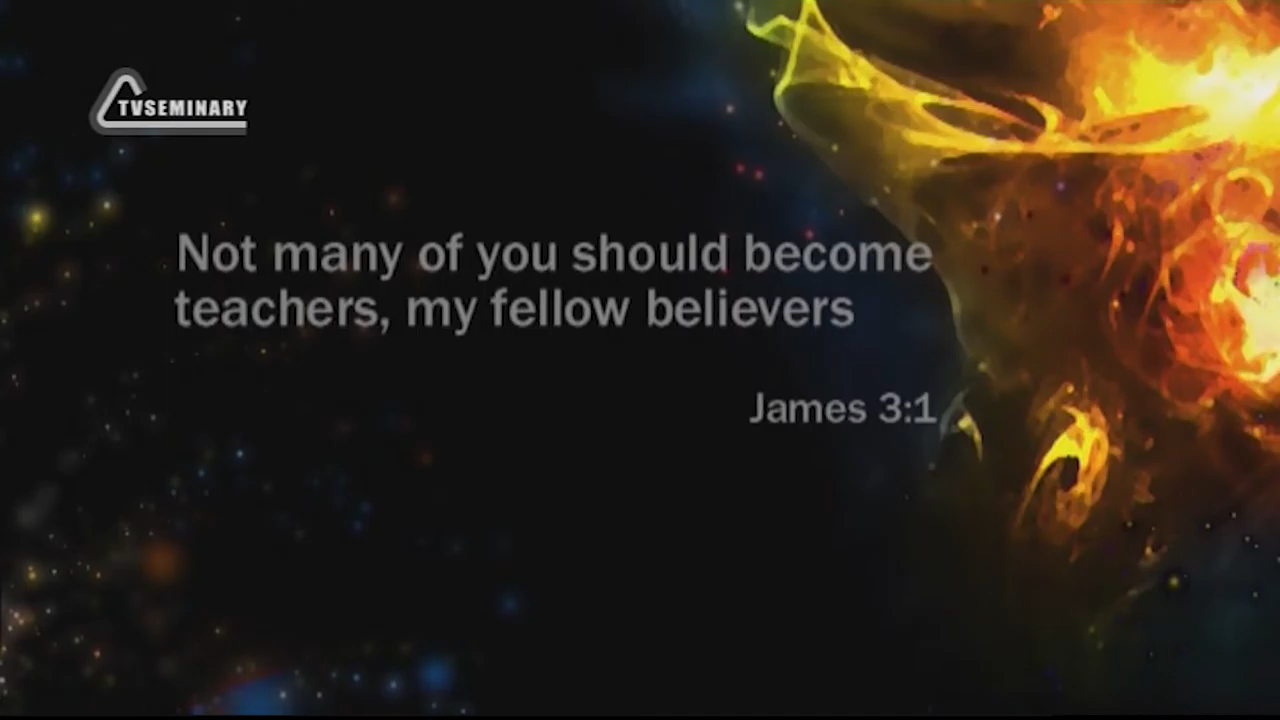 TVSEMINARY
Not many of you should become
teachers, my fellow believers
James 3:1